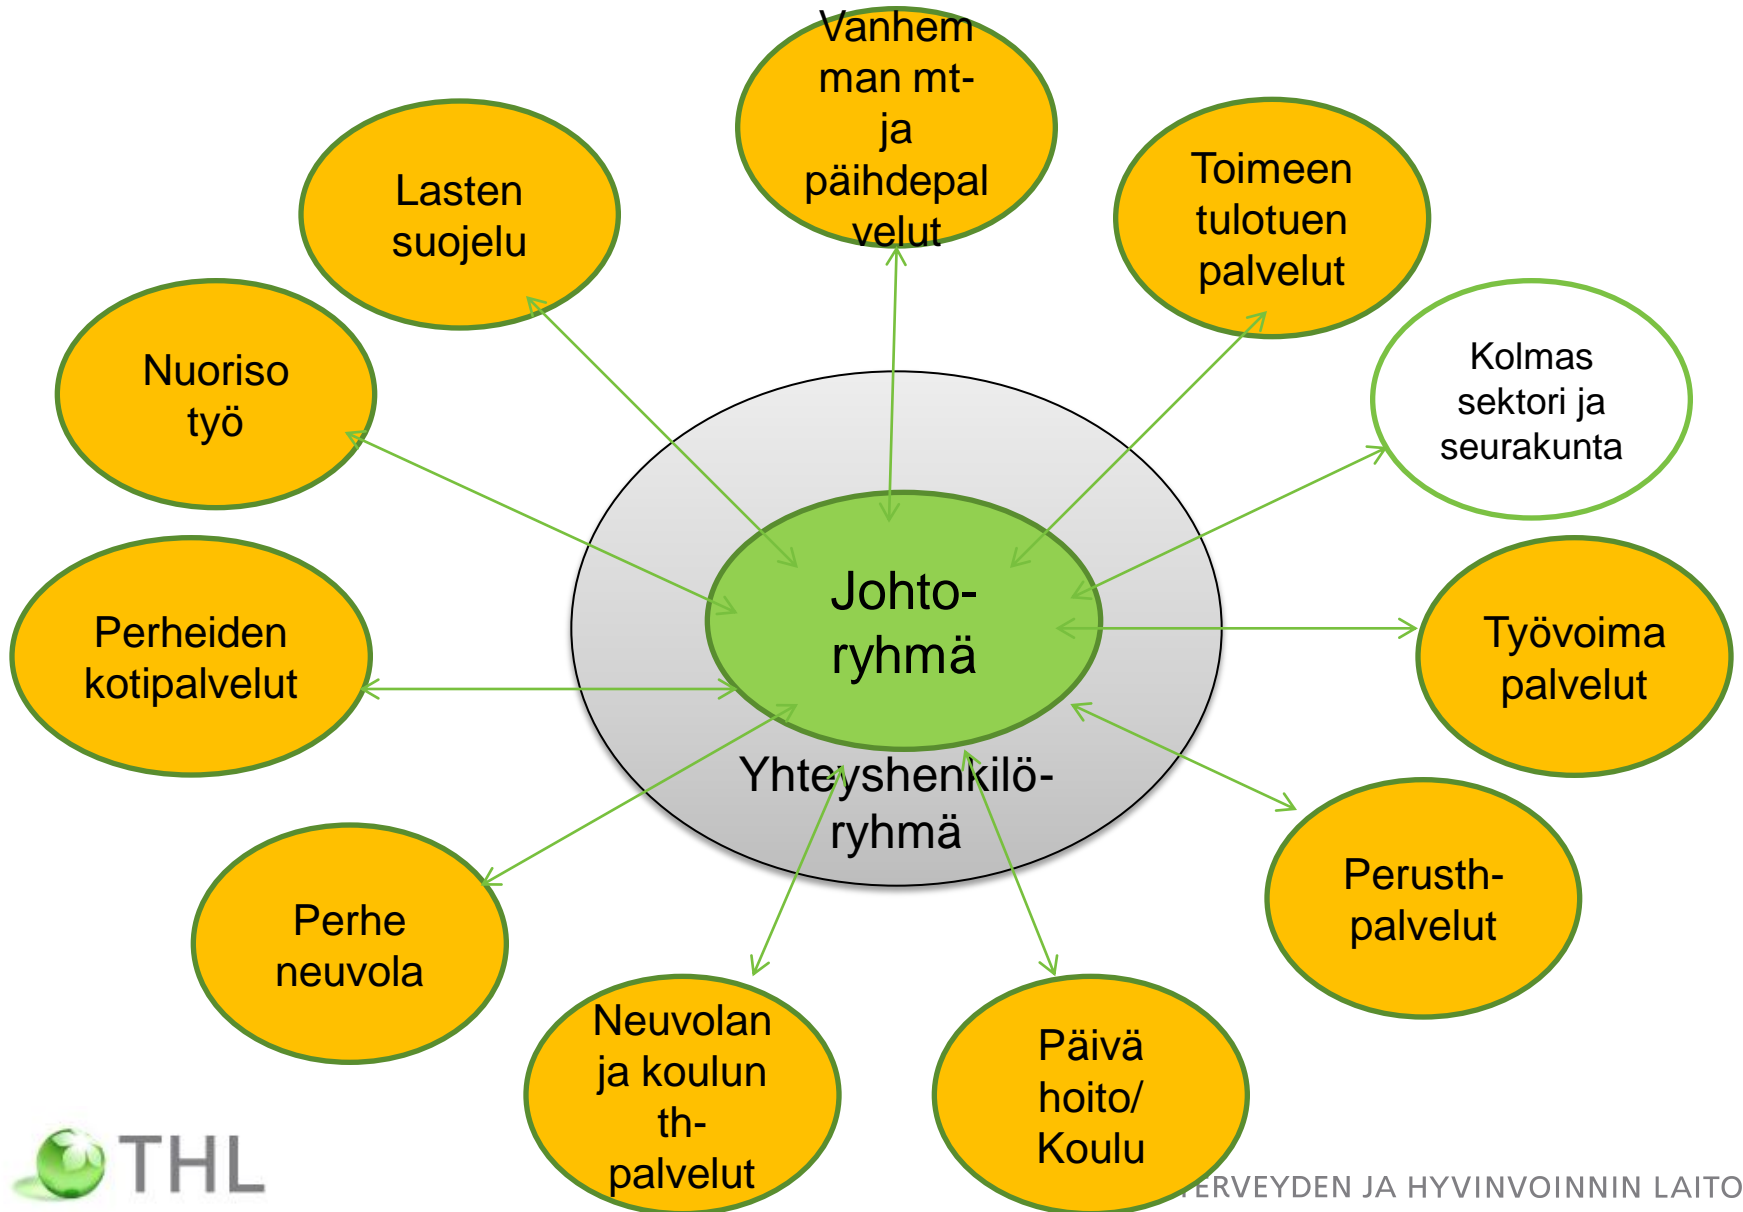 Vanhem
man mt-
ja
päihdepal
velut
Lasten
suojelu
Toimeen
tulotuen
palvelut
Nuoriso
työ
Kolmas
sektori ja
seurakunta
Johto-
ryhmä
Perheiden
kotipalvelut
Työvoima
palvelut
Yhteyshenkilö-
ryhmä
Perusth-
palvelut
Perhe
neuvola
Neuvolan
ja koulun
th-
palvelut
Päivä
hoito/
Koulu
THL
ERVEYDEN JA HYVINVOINNIN LAITO